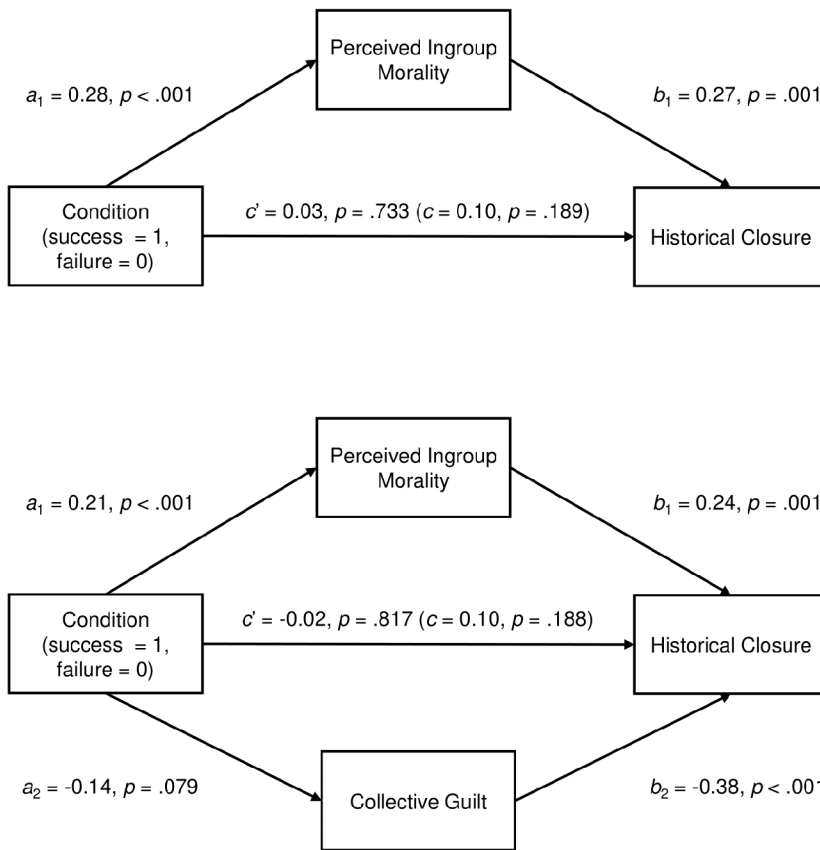 Perceived Ingroup
Morality
a₁ = 0.28, p < .001
b₁ = 0.27, p = .001
Condition
(success = 1,
failure = 0)
c' = 0.03, p = .733 (c = 0.10, p = .189)
Historical Closure
Perceived Ingroup
Morality
a₁ = 0.21, p < .001
b₁ = 0.24, p = .001
Condition
(success = 1,
failure = 0)
c' = -0.02, p = .817 (c = 0.10, p = .188)
Historical Closure
a₂ = -0.14, p = .079
Collective Guilt
b₂ = -0.38, p < .001